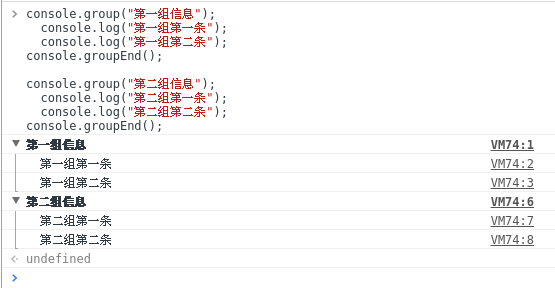 console.group("第一组信息");
console.log("第一组第一条");
console.log("第一组第二条");
console.groupEnd();
console.group("第二组信息");
console.log("第二组第一条");
console.log("第二组第二条");
console.groupEnd();
第一组信息 VM74:1
第一组第一条 VM74:2
第一组第二条 VM74:3
第二组信息 VM74:6
第二组第一条 VM74:7
第二组第二条 VM74:8
undefined